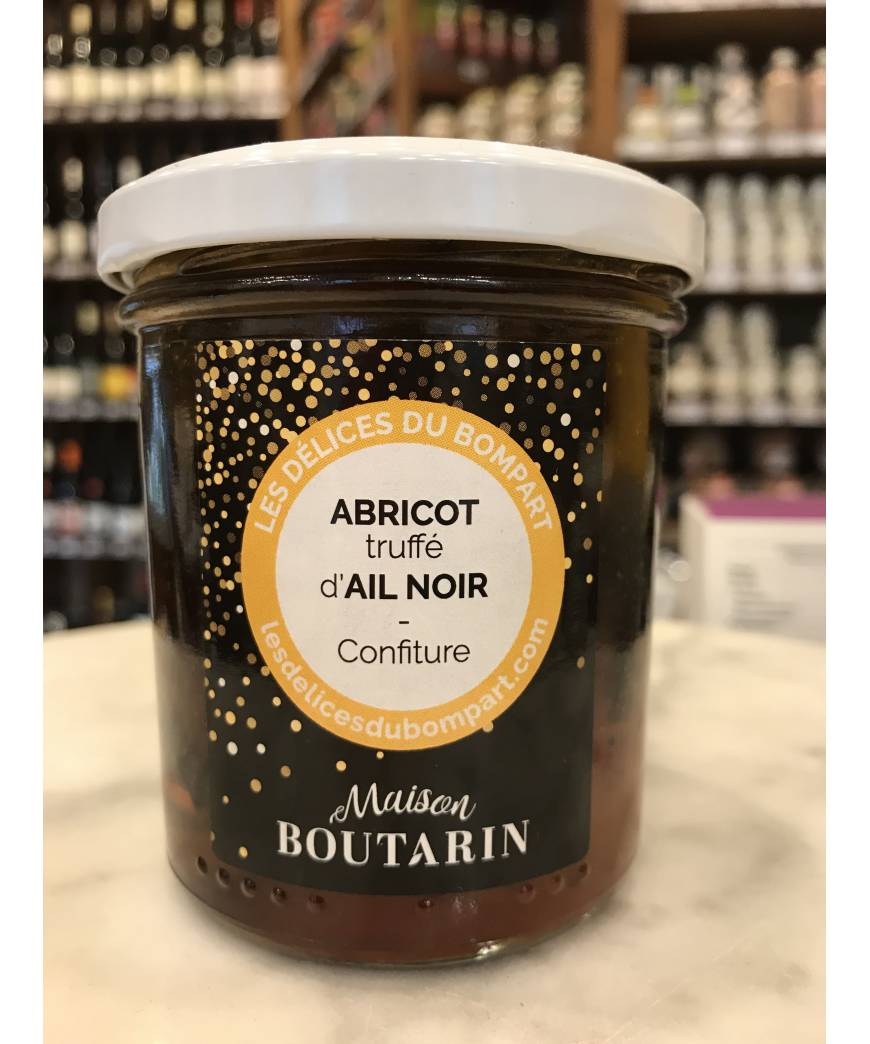 LES DÉLICES DU BOMPART
ABRICOT
truffé
d'AIL NOIR
-
Confiture
lesdelicesdubompart.com
Maison
BOUTARIN